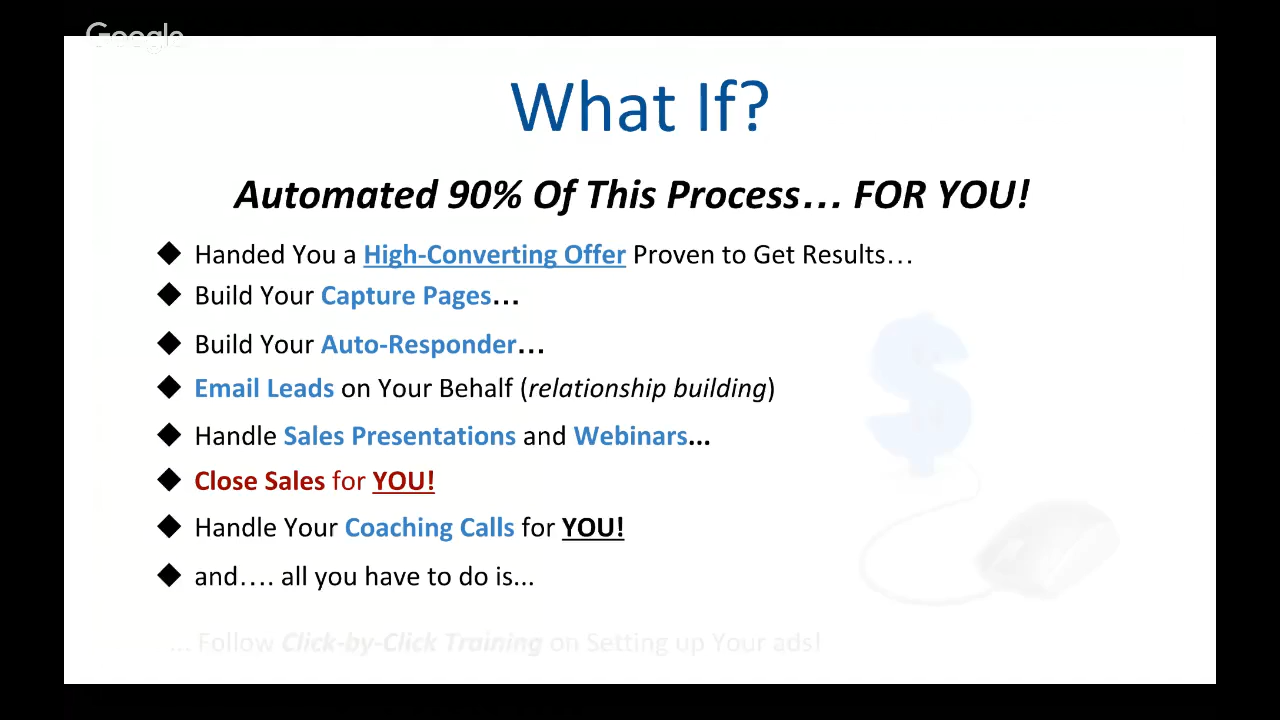 Google
What If?
Automated 90% Of This Process... FOR YOU!
Handed You a High-Converting Offer Proven to Get Results...
Build Your Capture Pages...
Build Your Auto-Responder...
Email Leads on Your Behalf (relationship building)
Handle Sales Presentations and Webinars...
Close Sales for YOU!
Handle Your Coaching Calls for YOU!
and.... all you have to do is...
... Follow Click-by-Click Training on Setting up Your ads!